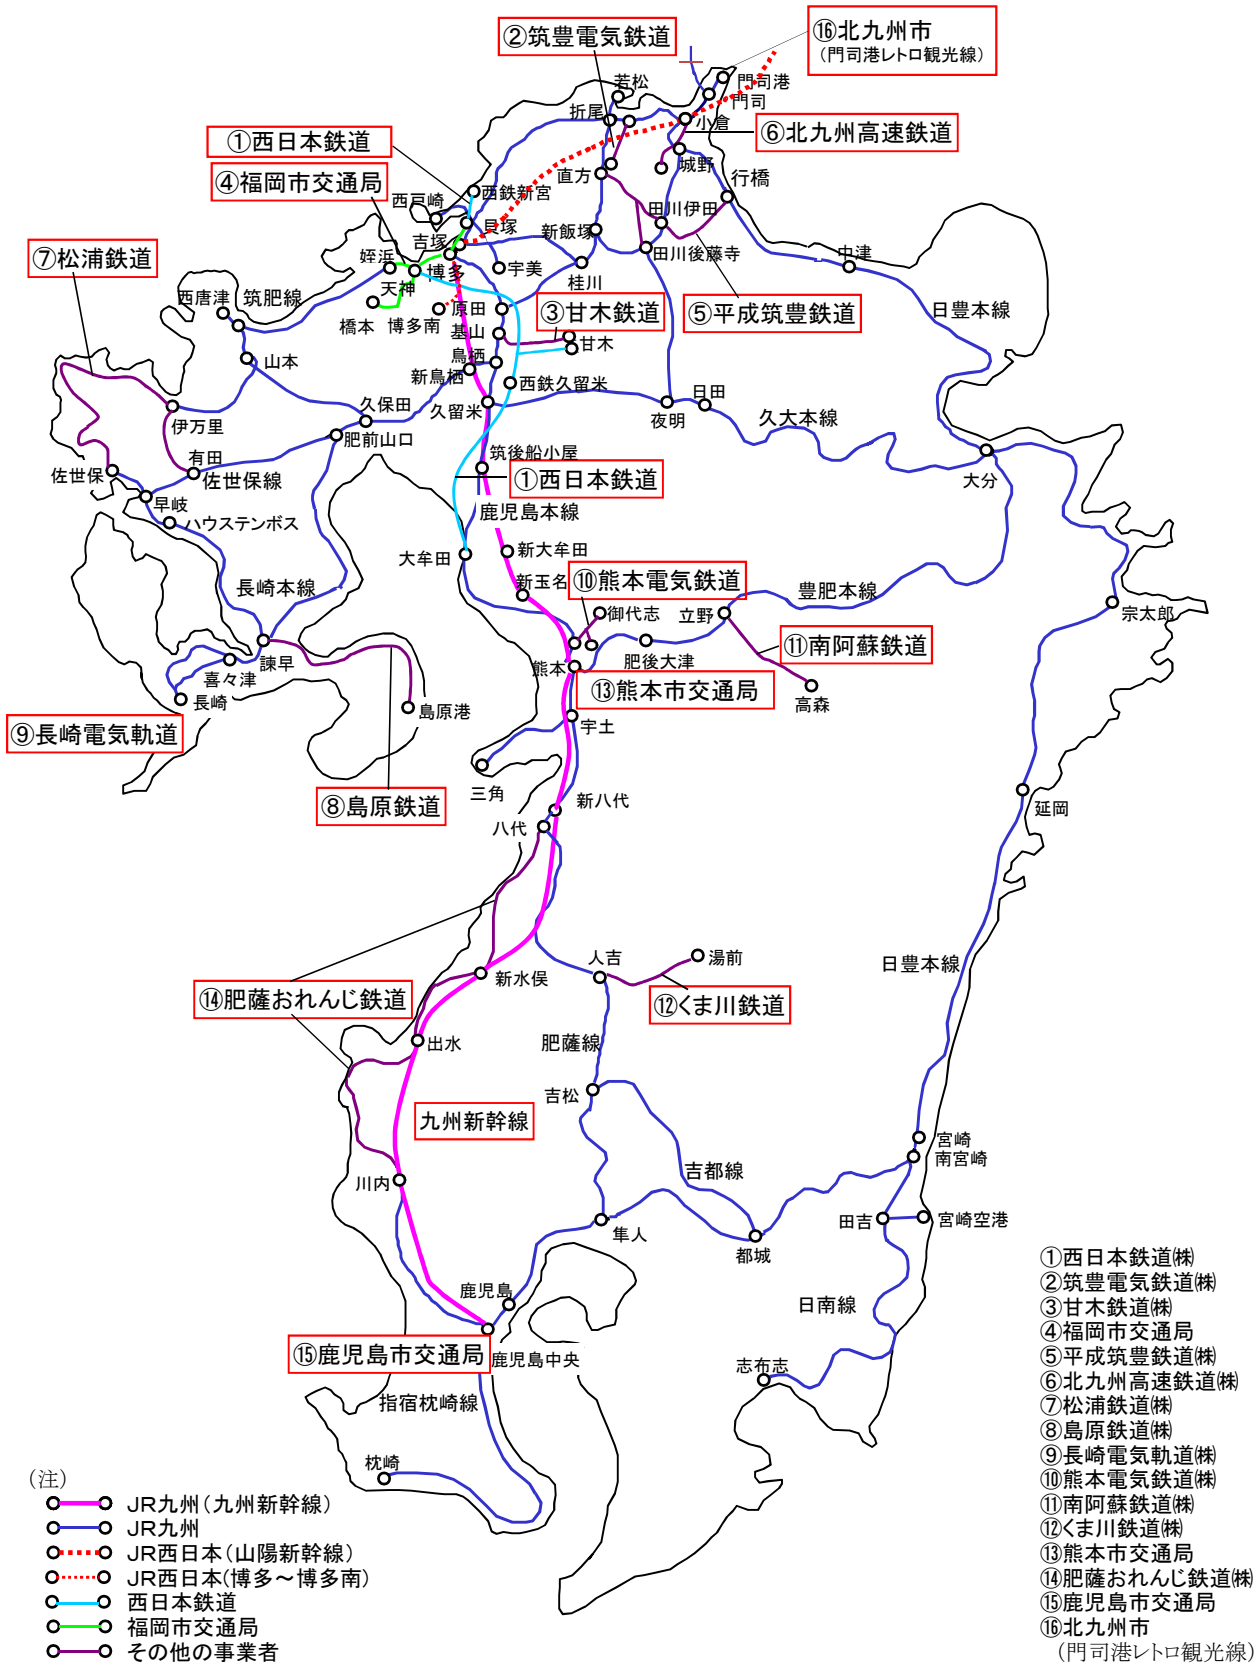 ⑯北九州市
(門司港レトロ観光線)
②筑豊電気鉄道
若松
門司港
門司
折尾
小倉
⑥北九州高速鉄道
①西日本鉄道
城野
④福岡市交通局
直方
行橋
西戸崎
西鉄新宮
田川伊田
貝塚
新飯塚
吉塚
⑦松浦鉄道
姪浜
博多
宇美
桂川
田川後藤寺
中津
天神
西唐津
筑肥線
橋本
博多南
原田
③甘木鉄道
⑤平成筑豊鉄道
日豊本線
基山
甘木
山本
鳥栖
新鳥栖
西鉄久留米
日田
久保田
久留米
夜明
久大本線
伊万里
肥前山口
有田
筑後船小屋
佐世保
佐世保線
①西日本鉄道
大分
早岐
鹿児島本線
ハウステンボス
大牟田
新大牟田
新玉名
⑩熊本電気鉄道
長崎本線
御代志
立野
豊肥本線
宗太郎
諫早
熊本
肥後大津
⑪南阿蘇鉄道
喜々津
⑬熊本市交通局
長崎
島原港
高森
⑨長崎電気軌道
宇土
三角
新八代
⑧島原鉄道
延岡
八代
人吉
湯前
日豊本線
新水俣
⑭肥薩おれんじ鉄道
⑫くま川鉄道
出水
肥薩線
吉松
九州新幹線
宮崎
南宮崎
川内
吉都線
隼人
田吉
宮崎空港
都城
鹿児島
日南線
⑮鹿児島市交通局
鹿児島中央
志布志
指宿枕崎線
枕崎
(注)
JR九州(九州新幹線)
JR九州
JR西日本(山陽新幹線)
JR西日本(博多～博多南)
西日本鉄道
福岡市交通局
その他の事業者
①西日本鉄道㈱
②筑豊電気鉄道㈱
③甘木鉄道㈱
④福岡市交通局
⑤平成筑豊鉄道㈱
⑥北九州高速鉄道㈱
⑦松浦鉄道㈱
⑧島原鉄道㈱
⑨長崎電気軌道㈱
⑩熊本電気鉄道㈱
⑪南阿蘇鉄道㈱
⑫くま川鉄道㈱
⑬熊本市交通局
⑭肥薩おれんじ鉄道㈱
⑮鹿児島市交通局
⑯北九州市
(門司港レトロ観光線)